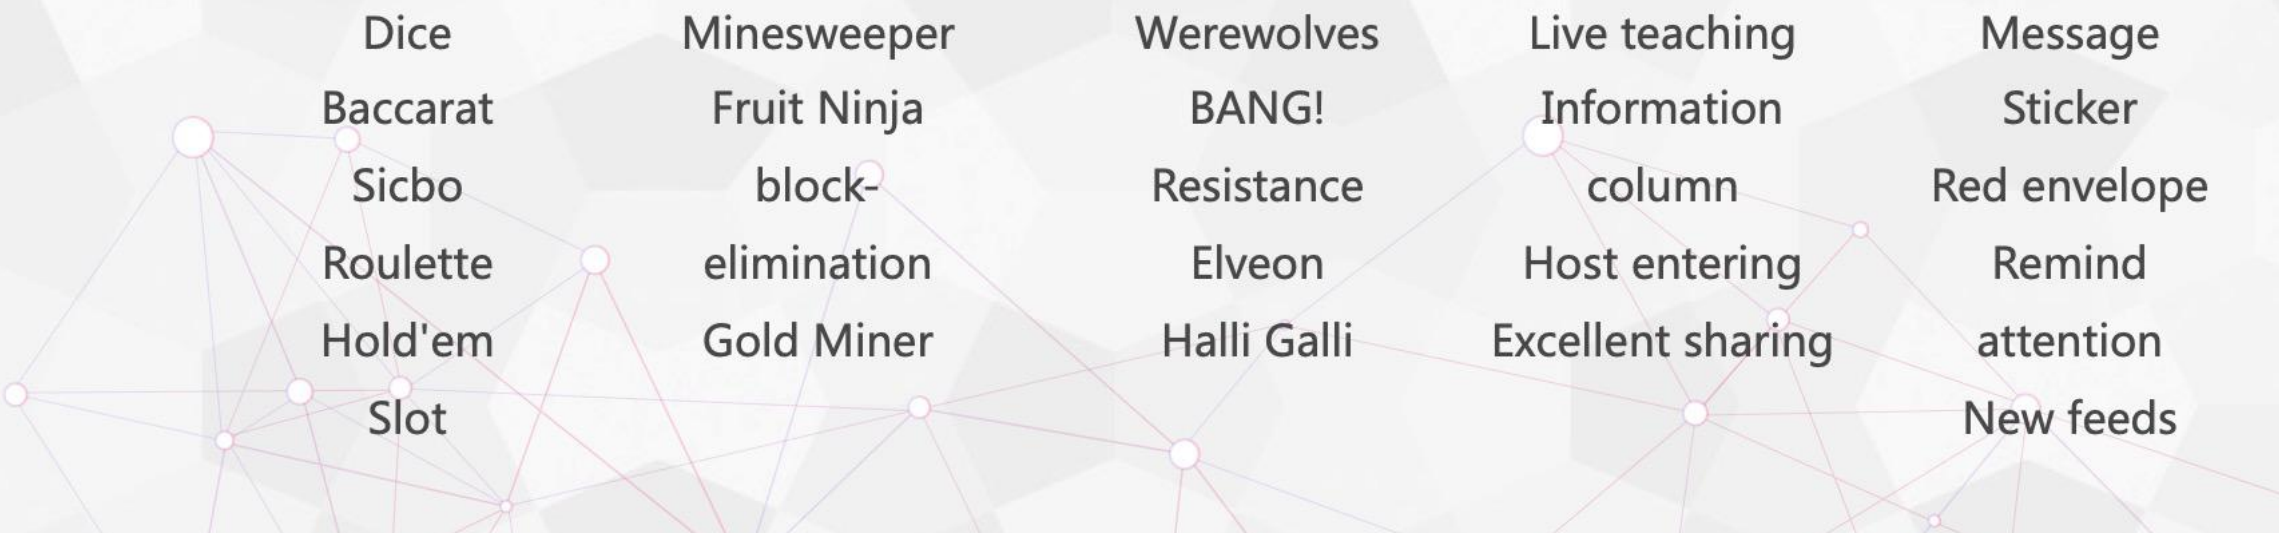 Dice
Baccarat
Sicbo
Roulette
Hold'em
Slot
Minesweeper
Fruit Ninja
block-
elimination
Gold Miner
Werewolves
BANG!
Resistance
Elveon
Halli Galli
Live teaching
Information
column
Host entering
Excellent sharing
Message
Sticker
Red envelope
Remind
attention
New feeds